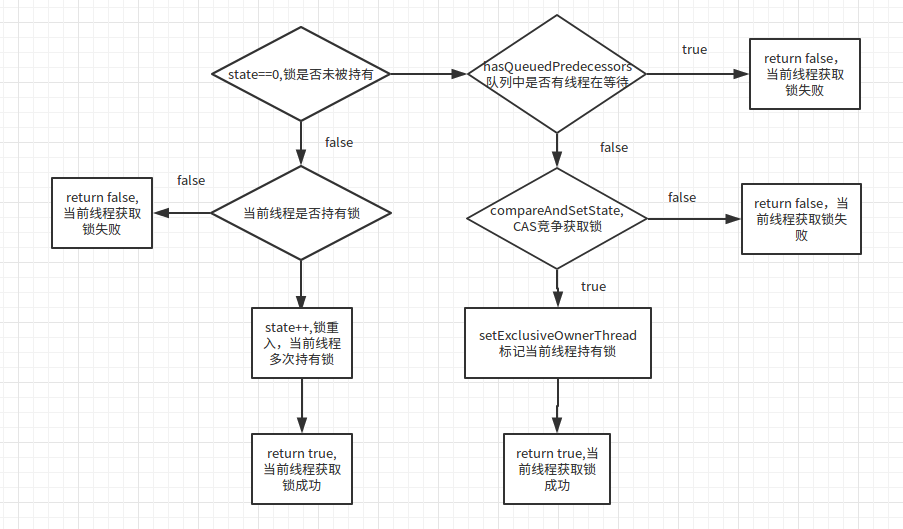 state==0,锁是否未被持有
hasQueuedPredecessors
队列中是否有线程在等待
true
return false，
当前线程获取
锁失败
false
false
false
return false,
当前线程获取
锁失败
当前线程是否持有锁
compareAndSetState,
CAS竞争获取锁
false
return false，当
前线程获取锁失
败
true
state++,锁重
入，当前线程
多次持有锁
setExclusiveOwnerThread
标记当前线程持有锁
return true,
当前线程获取
锁成功
return true,当
前线程获取锁
成功